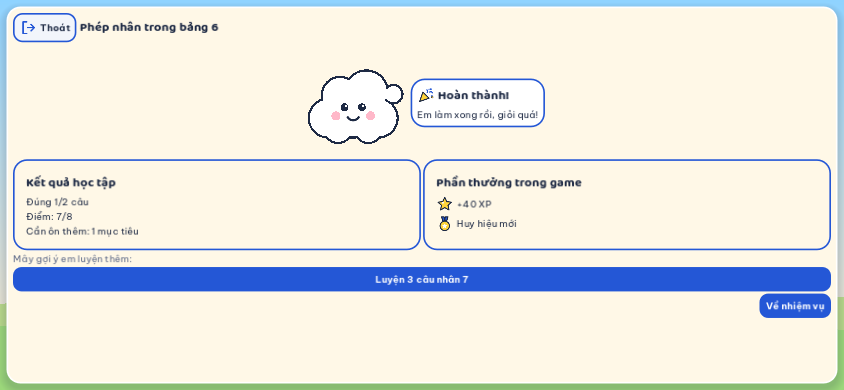 Thoát Phép nhân trong bảng 6
Hoàn thành!
Em làm xong rồi, giỏi quá!
Kết quả học tập
Đúng 1/2 câu
Điểm: 7/8
Cần ôn thêm: 1 mục tiêu
Phần thưởng trong game
+40 XP
Huy hiệu mới
Mây gợi ý em luyện thêm:
Luyện 3 câu nhân 7
Về nhiệm vụ